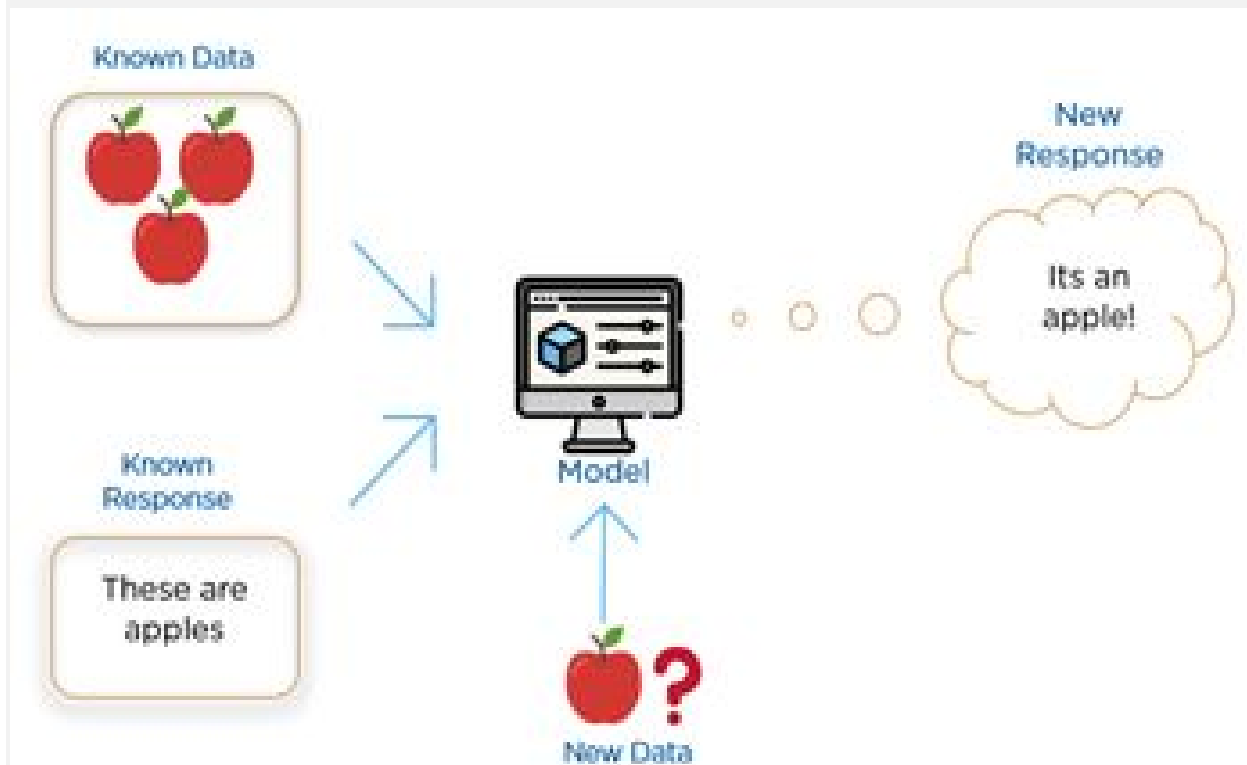 Known Data
New
Response
Its an
apple!
Known
Response
Model
These are
apples
New Data